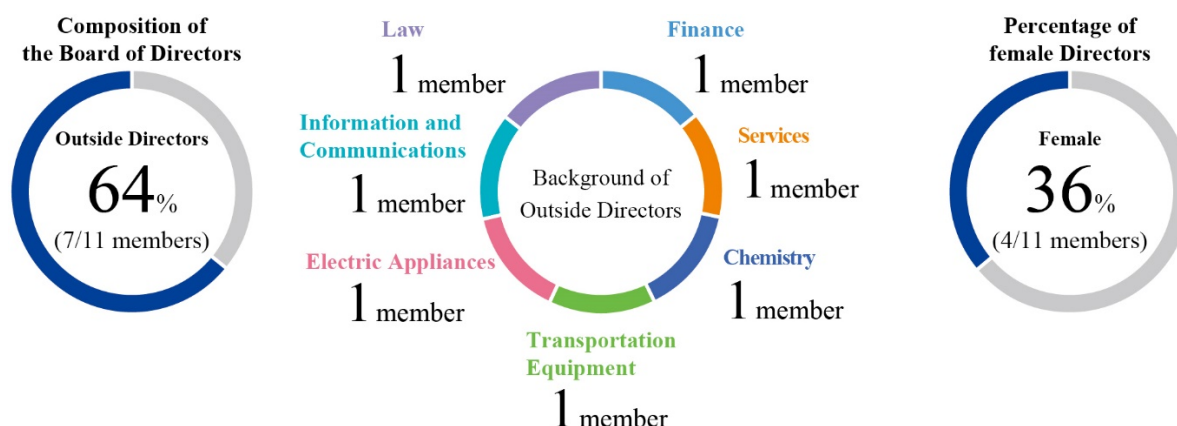 Composition of
the Board of Directors
Outside Directors
64%
(7/11 members)
Law
1 member
Finance
1 member
Information and
Communications
1 member
Services
1 member
Background of
Outside Directors
Electric Appliances
1 member
Chemistry
1 member
Transportation
Equipment
1 member
Percentage of
female Directors
Female
36%
(4/11 members)